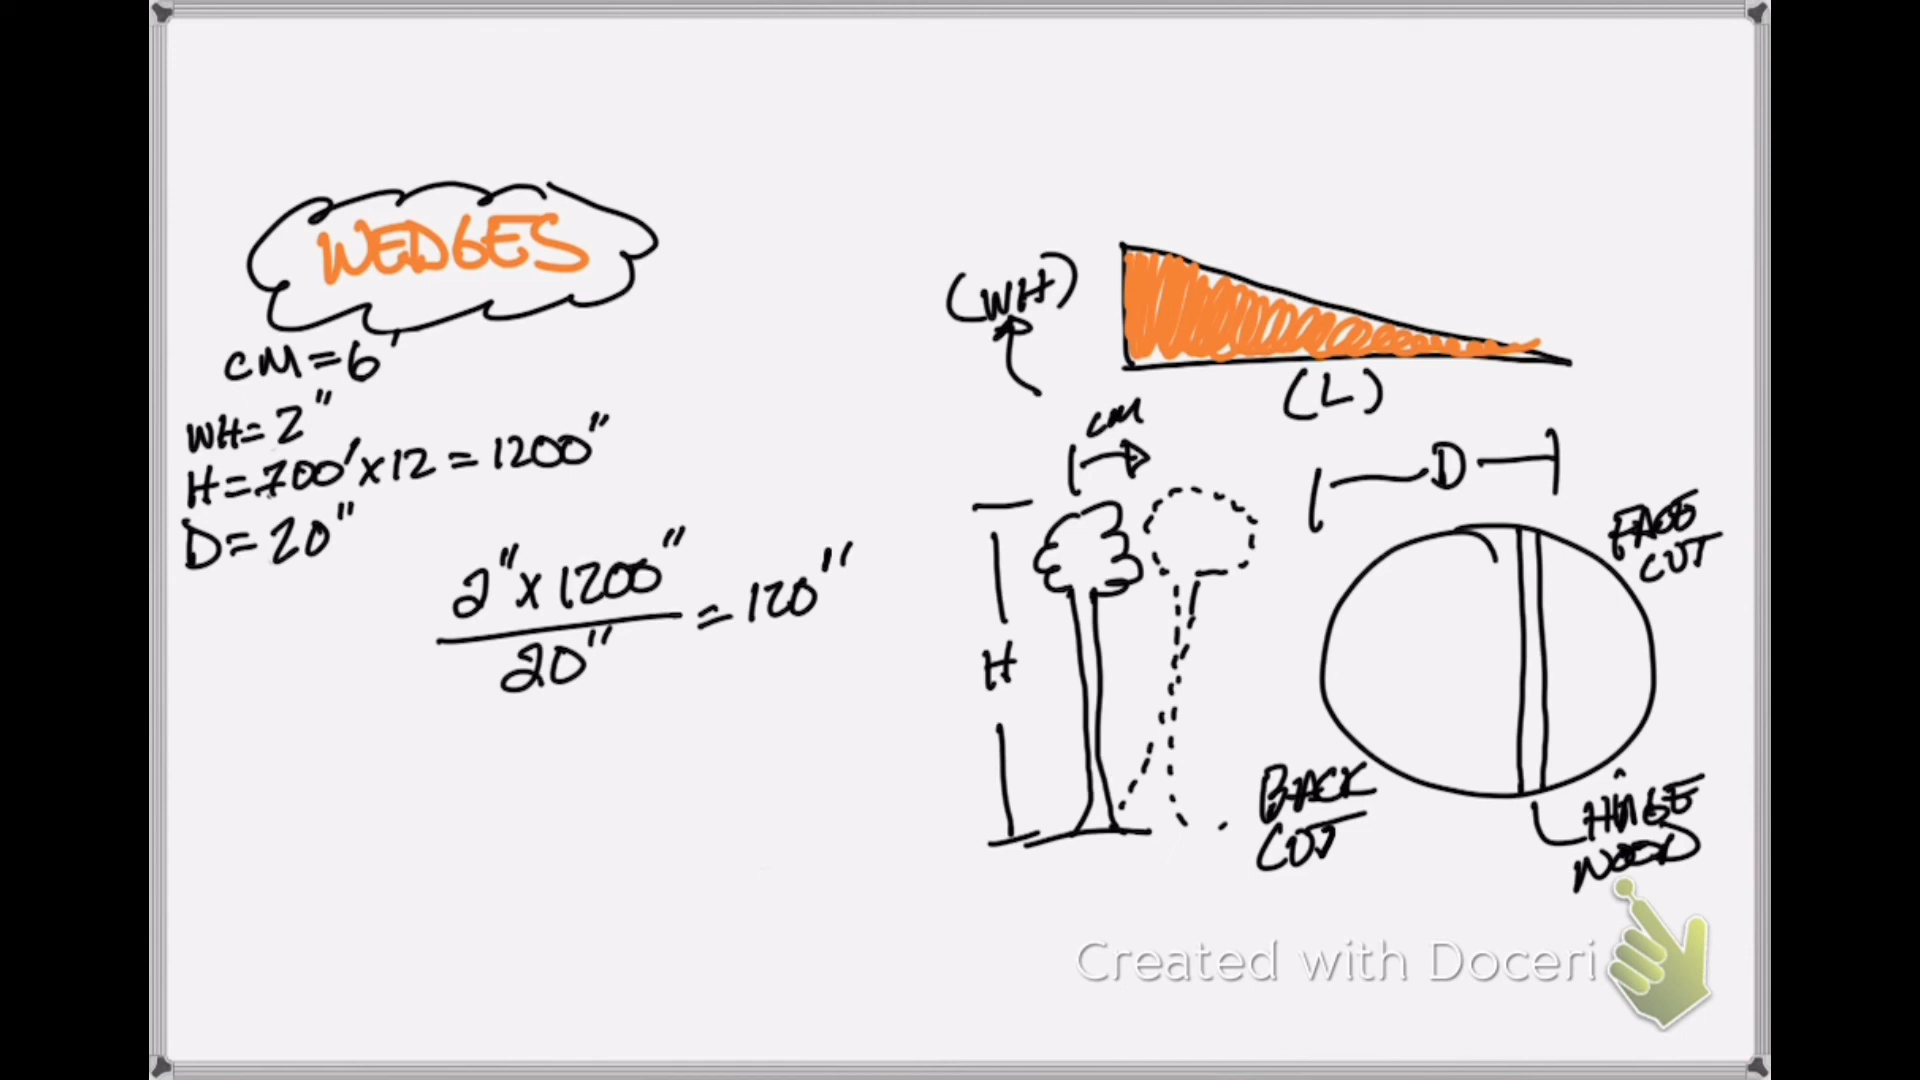 WEDGES
CM = 6'
WH = 2"
H = 700' x 12 = 1200"
D = 20"
2" x 1200"
20"
= 120"
(WH)
(L)
CM
H
D
FACE
CUT
BACK
CUT
HINGE
WOOD
Created with Doceri